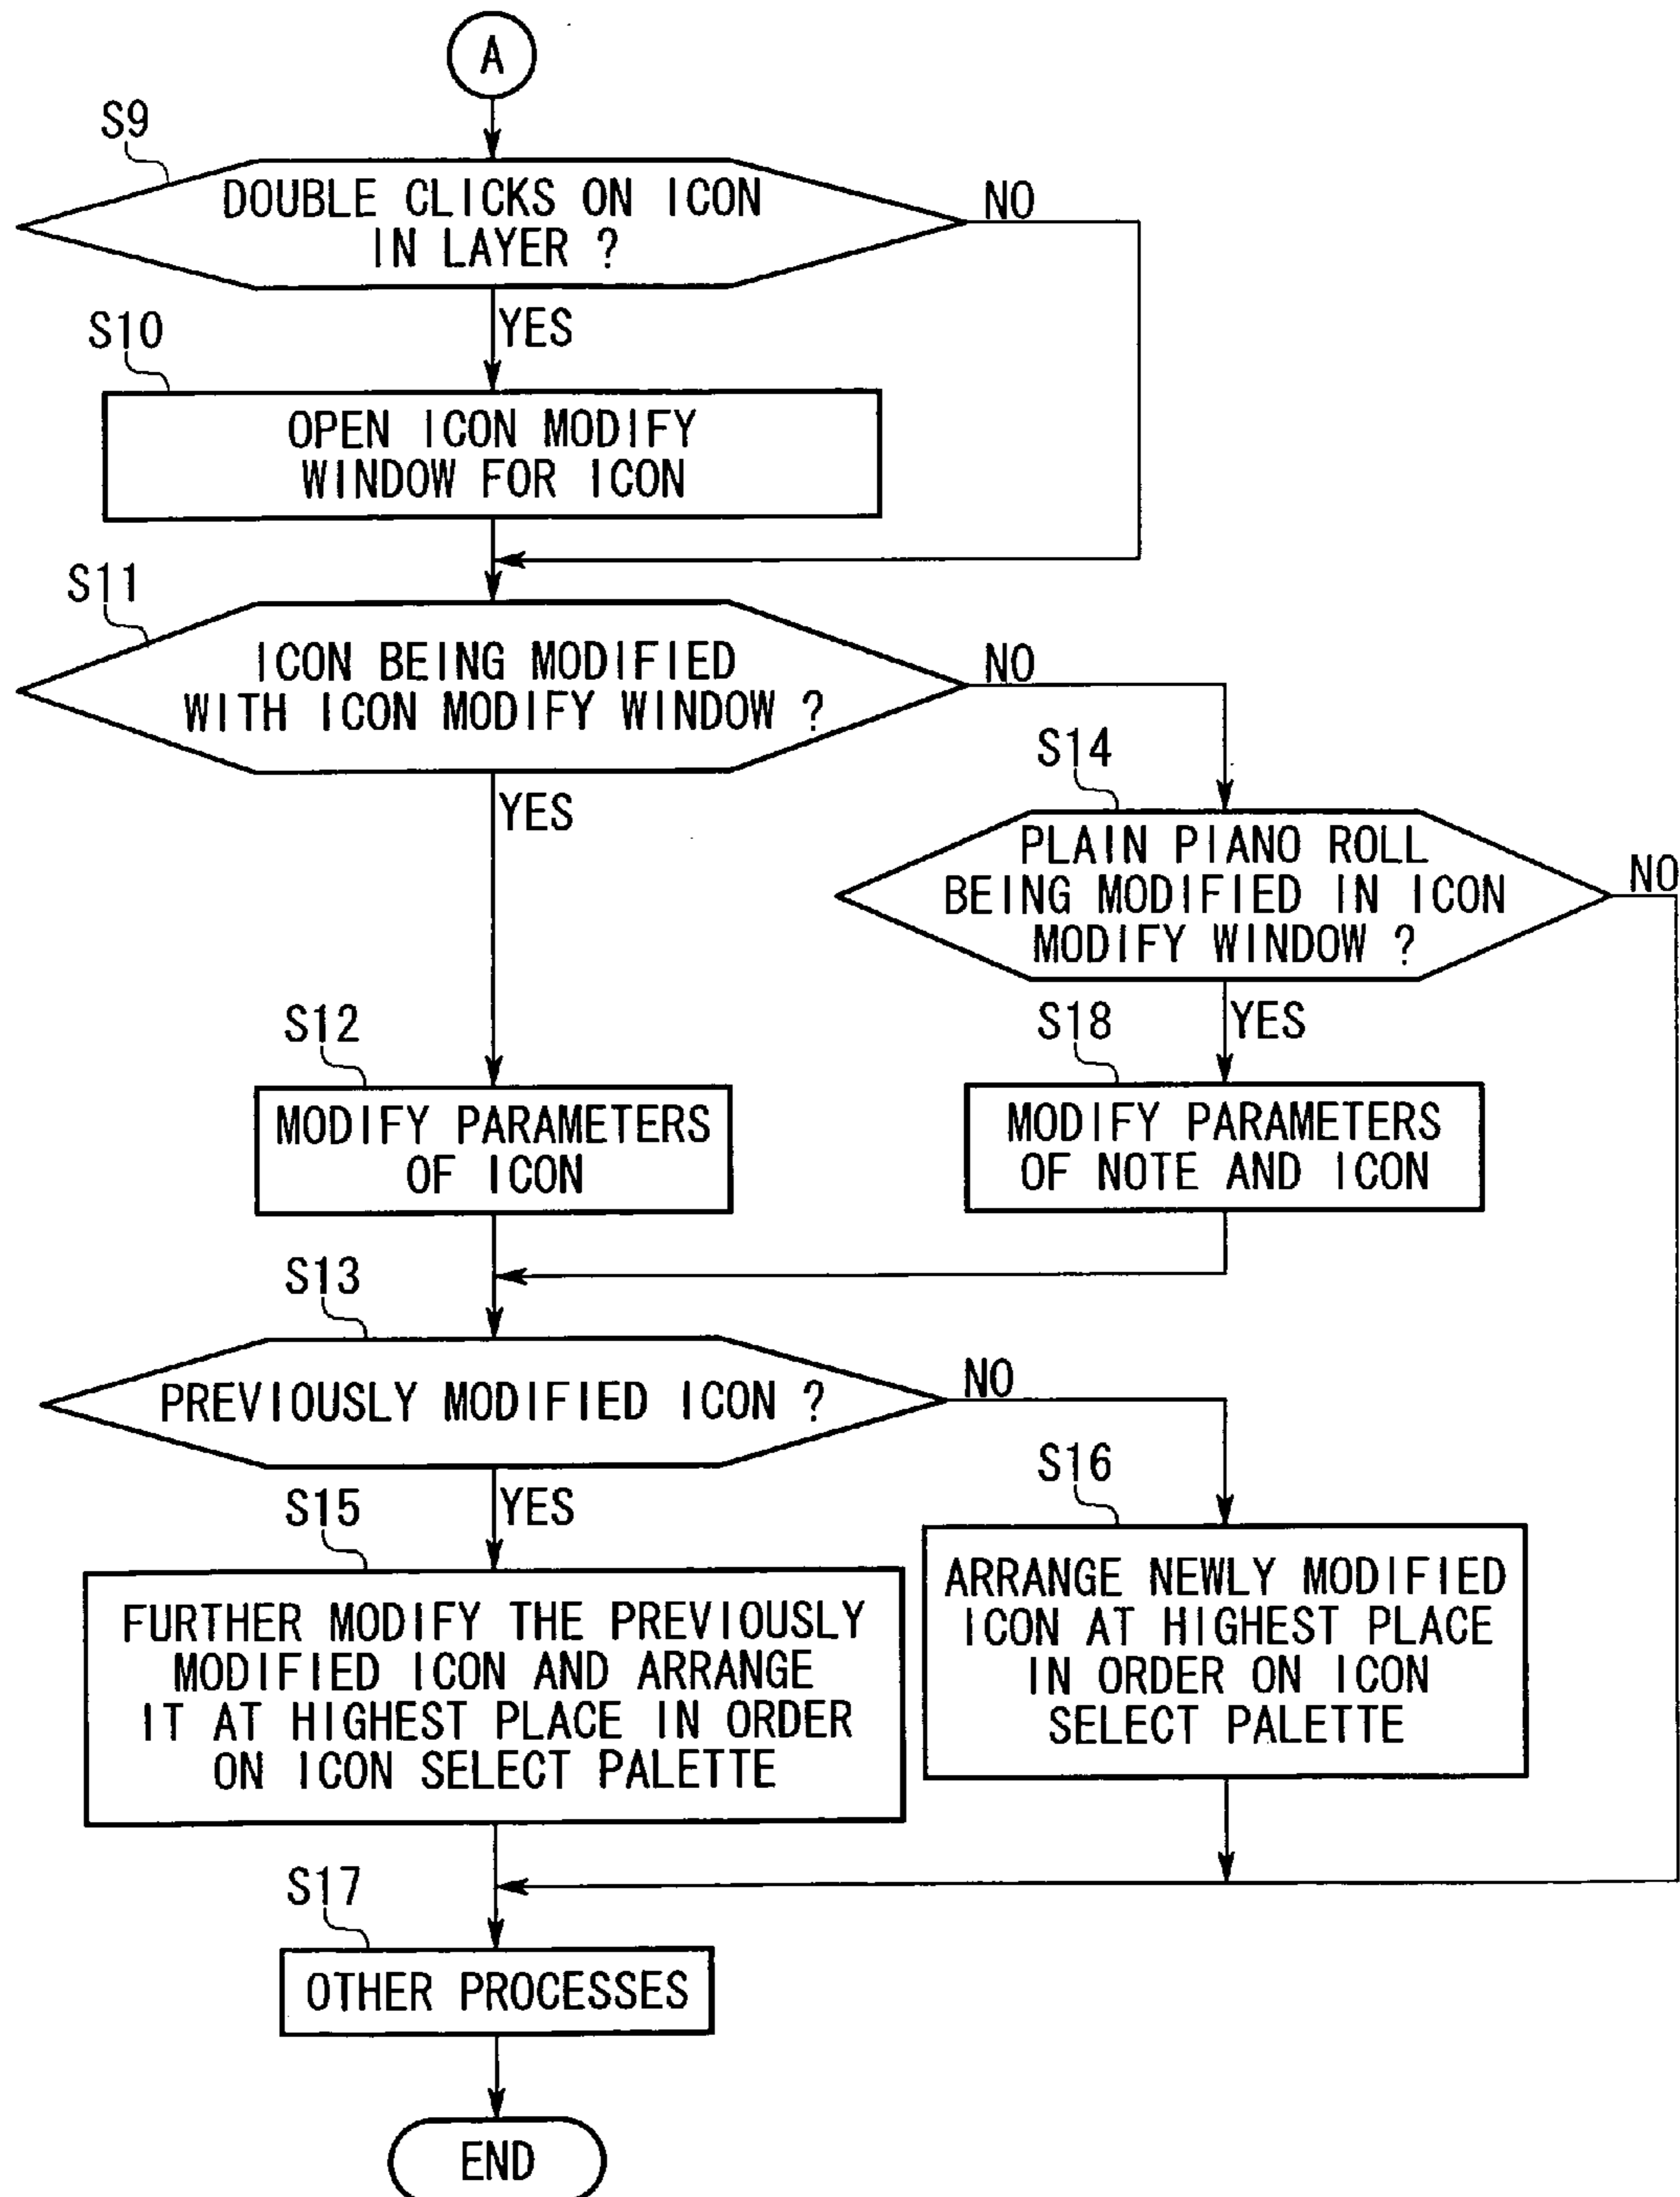 A
S9
DOUBLE CLICKS ON ICON
IN LAYER ?
NO
YES
S10
OPEN ICON MODIFY
WINDOW FOR ICON
S11
ICON BEING MODIFIED
WITH ICON MODIFY WINDOW ?
NO
YES
S14
PLAIN PIANO ROLL
BEING MODIFIED IN ICON
MODIFY WINDOW ?
NO
YES
S12
MODIFY PARAMETERS
OF ICON
S18
MODIFY PARAMETERS
OF NOTE AND ICON
S13
PREVIOUSLY MODIFIED ICON ?
NO
YES
S15
FURTHER MODIFY THE PREVIOUSLY
MODIFIED ICON AND ARRANGE
IT AT HIGHEST PLACE IN ORDER
ON ICON SELECT PALETTE
S16
ARRANGE NEWLY MODIFIED
ICON AT HIGHEST PLACE
IN ORDER ON ICON
SELECT PALETTE
S17
OTHER PROCESSES
END